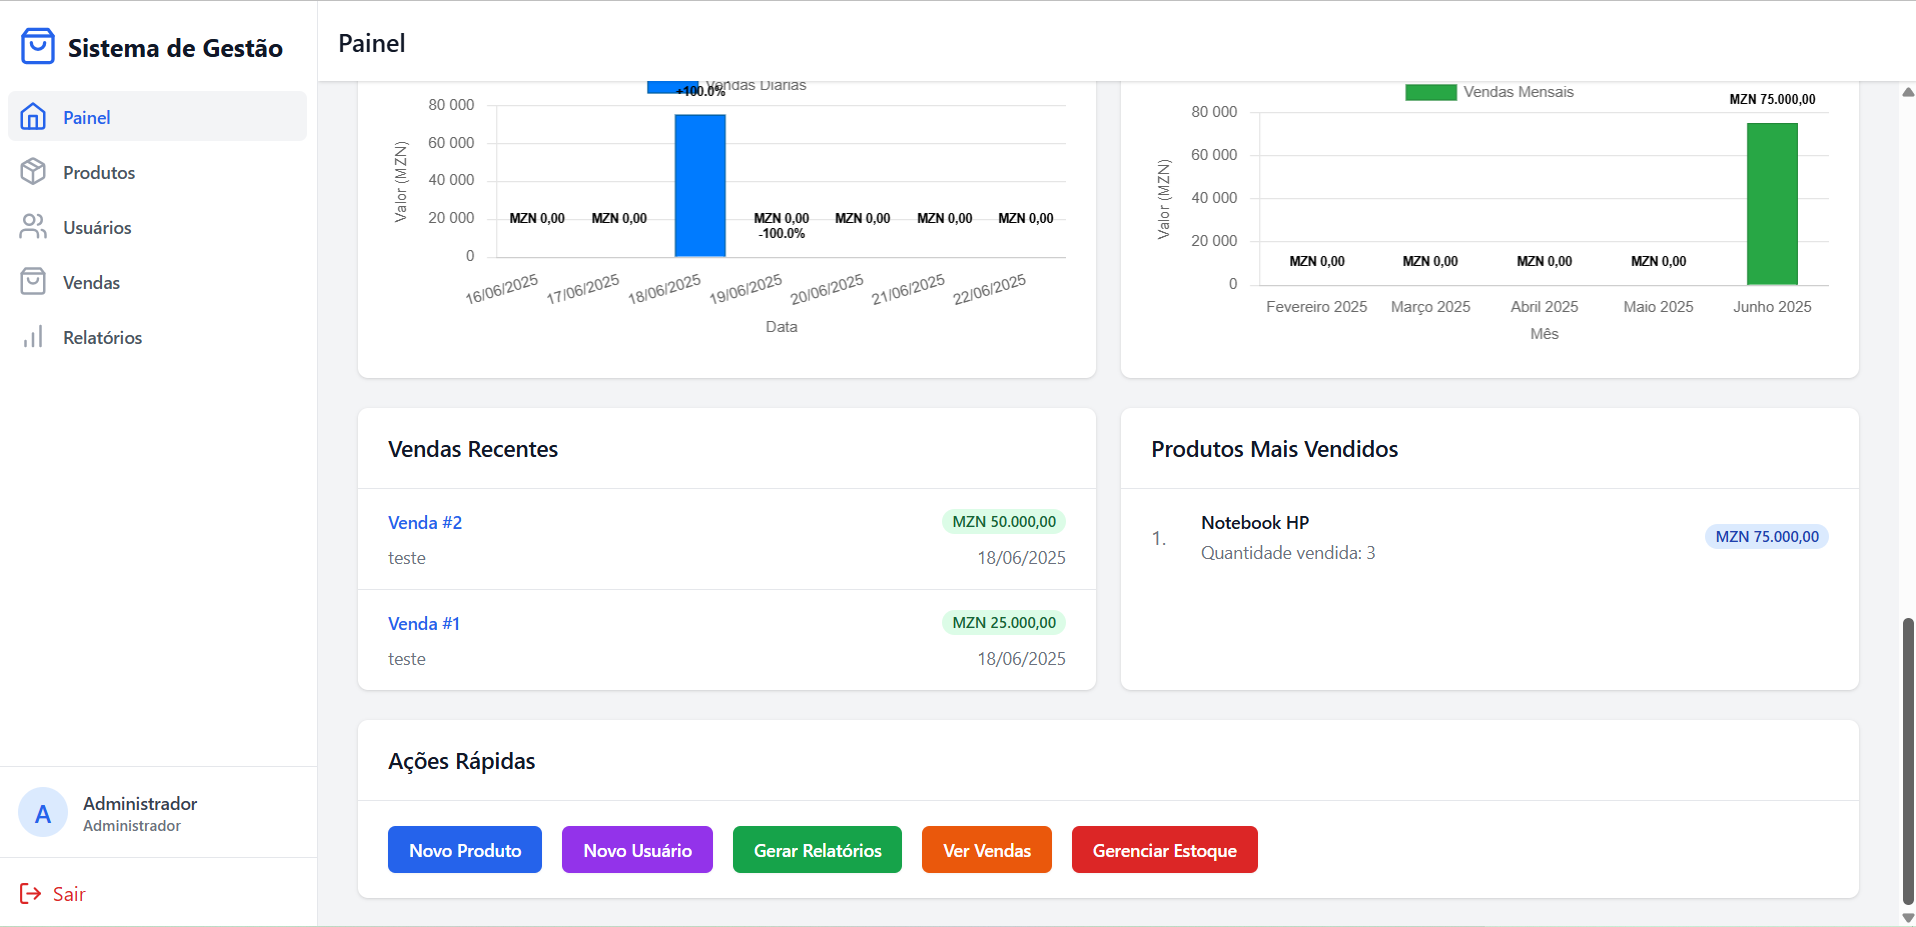 Sistema de Gestão
Painel
Produtos
Usuários
Vendas
Relatórios
Administrador
A
Administrador
Sair
Painel
Vendas Diárias
+100.0%
80 000
60 000
40 000
20 000
0
Valor (MZN)
MZN 0,00
MZN 0,00
MZN 0,00
-100.0%
MZN 0,00
MZN 0,00
MZN 0,00
16/06/2025
17/06/2025
18/06/2025
19/06/2025
20/06/2025
21/06/2025
22/06/2025
Data
Vendas Mensais
MZN 75.000,00
80 000
60 000
40 000
20 000
0
Valor (MZN)
MZN 0,00
MZN 0,00
MZN 0,00
MZN 0,00
Fevereiro 2025
Março 2025
Abril 2025
Maio 2025
Junho 2025
Mês
Vendas Recentes
Venda #2
MZN 50.000,00
teste
18/06/2025
Venda #1
MZN 25.000,00
teste
18/06/2025
Produtos Mais Vendidos
1.
Notebook HP
Quantidade vendida: 3
MZN 75.000,00
Ações Rápidas
Novo Produto
Novo Usuário
Gerar Relatórios
Ver Vendas
Gerenciar Estoque